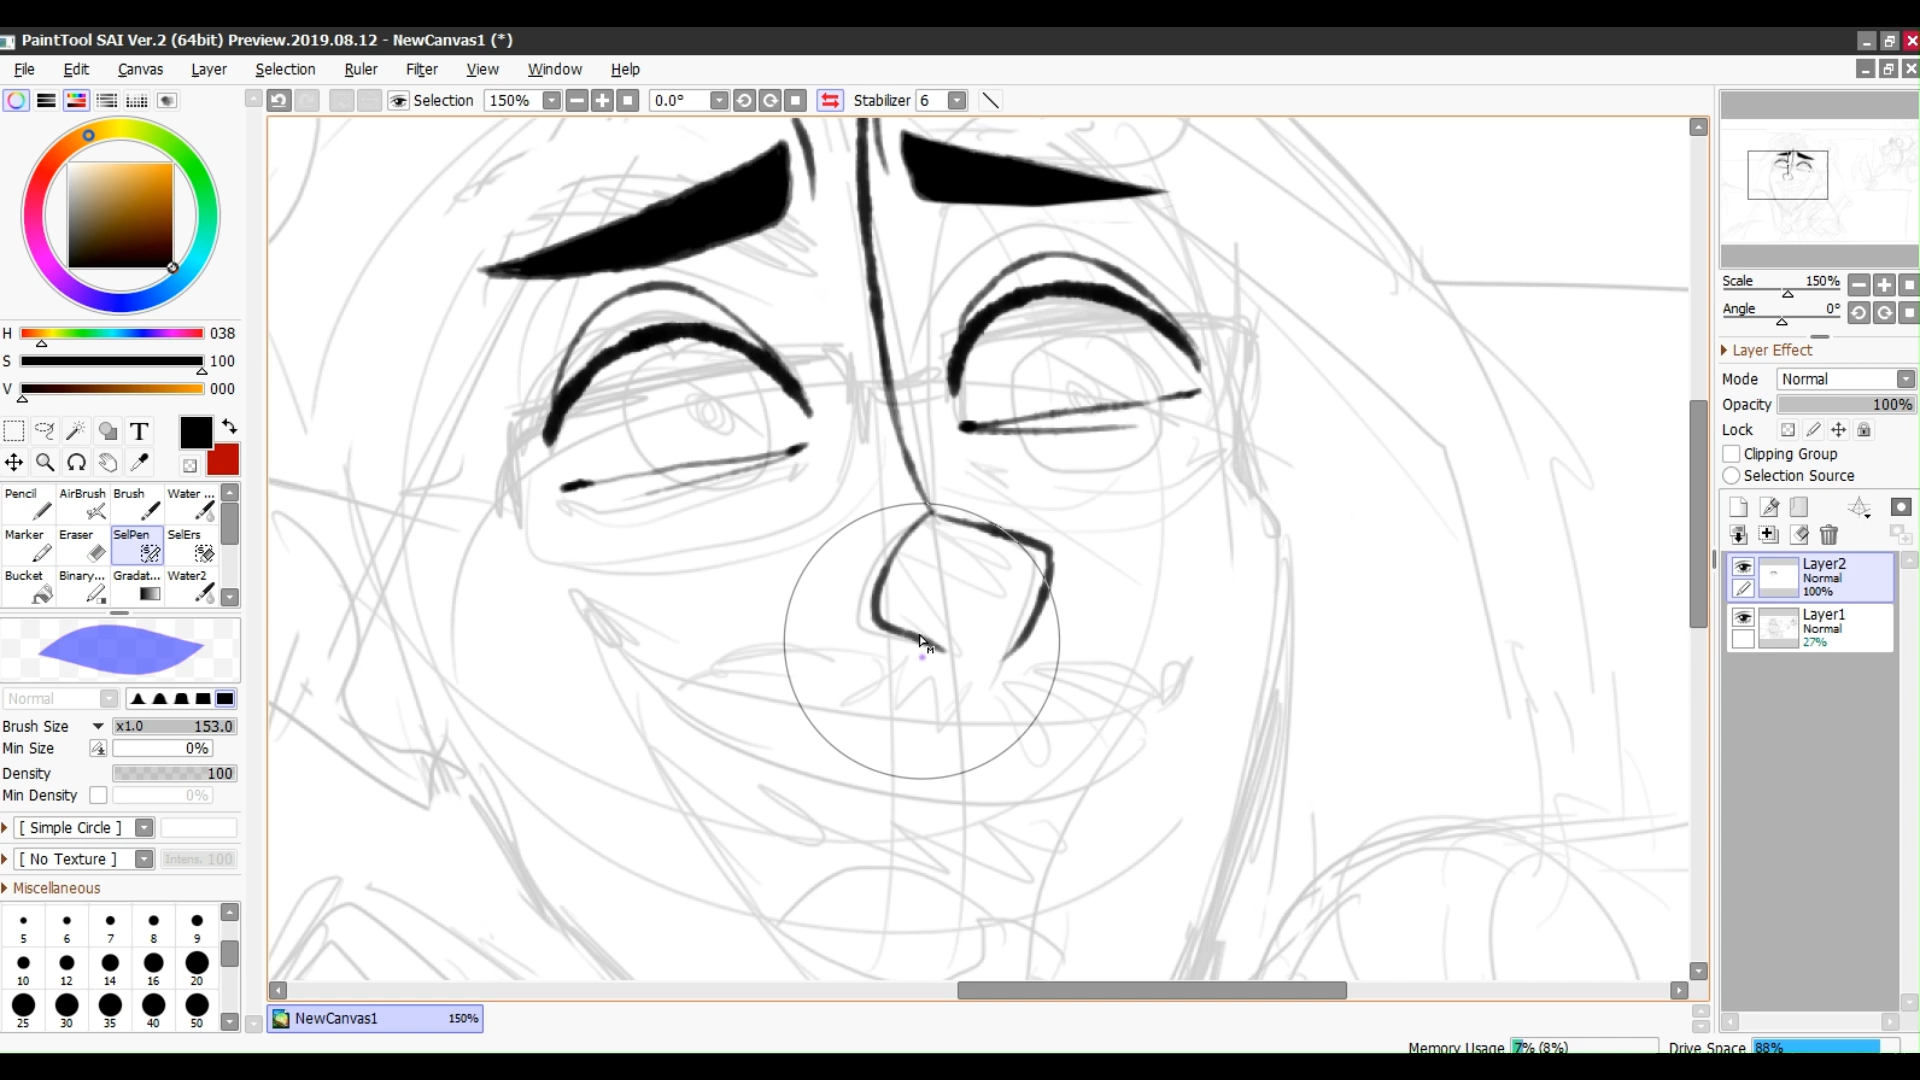 PaintTool SAI Ver.2 (64bit) Preview.2019.08.12 - NewCanvas1 (*)
File Edit Canvas Layer Selection Ruler Filter View Window Help
Selection 150% 0.0° Stabilizer 6
H 038
S 100
V 000
T
Pencil AirBrush Brush Water ...
Marker Eraser SelPen SelErs
Bucket Binary... Gradat... Water2
Normal
Brush Size x1.0 153.0
Min Size 0%
Density 100
Min Density 0%
[ Simple Circle ]
[ No Texture ] Intens. 100
Miscellaneous
5 6 7 8 9
10 12 14 16 20
25 30 35 40 50
NewCanvas1 150%
Scale 150%
Angle 0°
Layer Effect
Mode Normal
Opacity 100%
Lock
Clipping Group
Selection Source
Layer2
Normal
100%
Layer1
Normal
27%
Memory Usage 7% (8%) Drive Space 88%